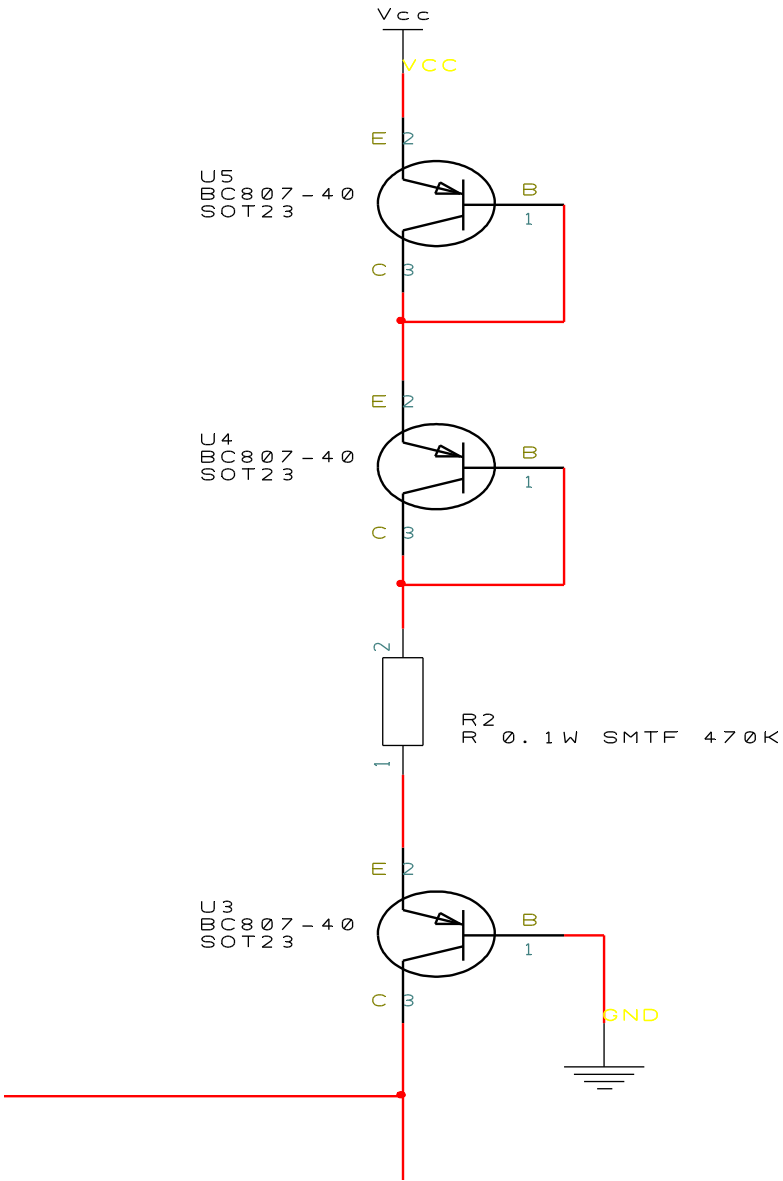 Vcc
VCC
E 2
U5
BC807-40
SOT23
B
1
C 3
E 2
U4
BC807-40
SOT23
B
1
C 3
2
R2
R 0.1W SMTF 470K
1
E 2
U3
BC807-40
SOT23
B
1
C 3
GND